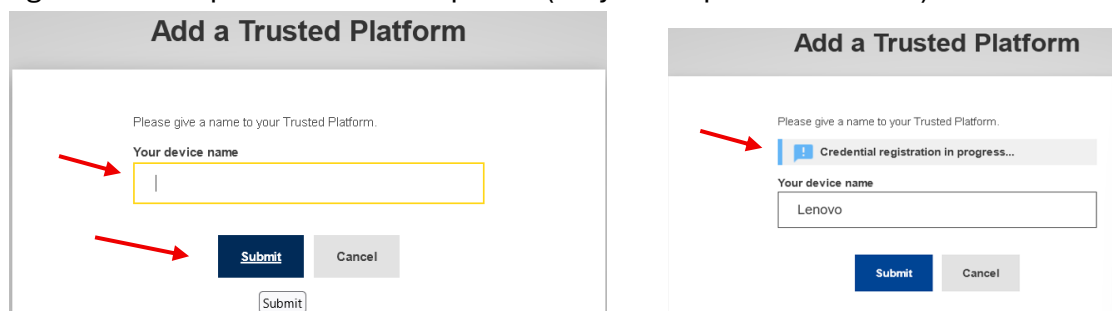 Add a Trusted Platform
Please give a name to your Trusted Platform.
Your device name
Submit
Cancel
Submit
Add a Trusted Platform
Please give a name to your Trusted Platform.
Credential registration in progress...
Your device name
Lenovo
Submit
Cancel